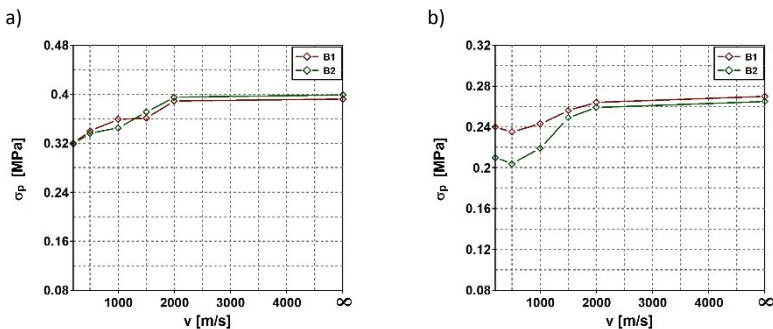 a)
0.48
0.4
0.32
0.24
0.16
0.08
σp [MPa]
B1
B2
1000 2000 3000 4000 ∞
v [m/s]
b)
0.32
0.28
0.24
0.2
0.16
0.12
0.08
σp [MPa]
B1
B2
1000 2000 3000 4000 ∞
v [m/s]